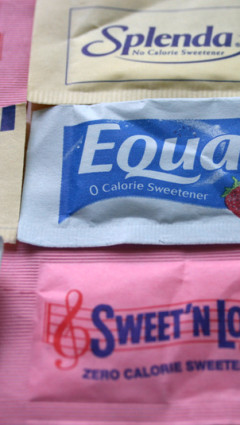 Splenda
No Calorie Sweetener
Equa
0 Calorie Sweetener
SWEET'N LO
ZERO CALORIE SWEETE